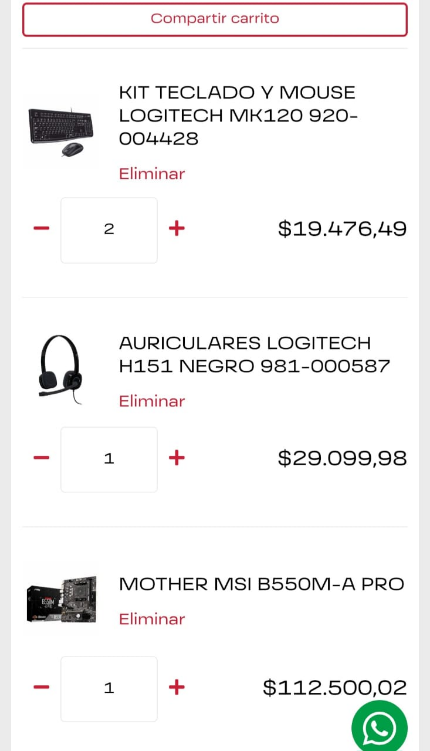 Compartir carrito
KIT TECLADO Y MOUSE
LOGITECH MK120 920-
004428
Eliminar
2
$19.476,49
AURICULARES LOGITECH
H151 NEGRO 981-000587
Eliminar
1
$29.099,98
MOTHER MSI B550M-A PRO
Eliminar
1
$112.500,02